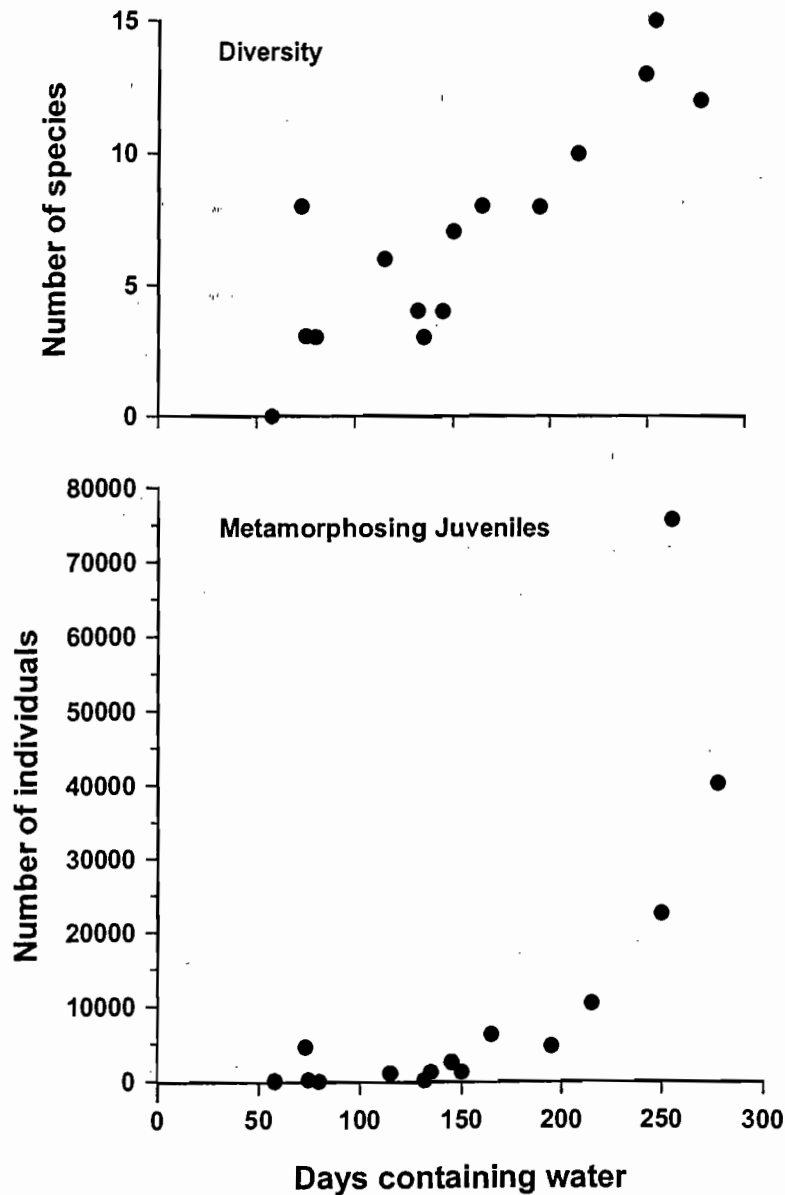 Diversity
Number of species
15
10
5
0
Metamorphosing Juveniles
Number of individuals
80000
70000
60000
50000
40000
30000
20000
10000
0
0 50 100 150 200 250 300
Days containing water